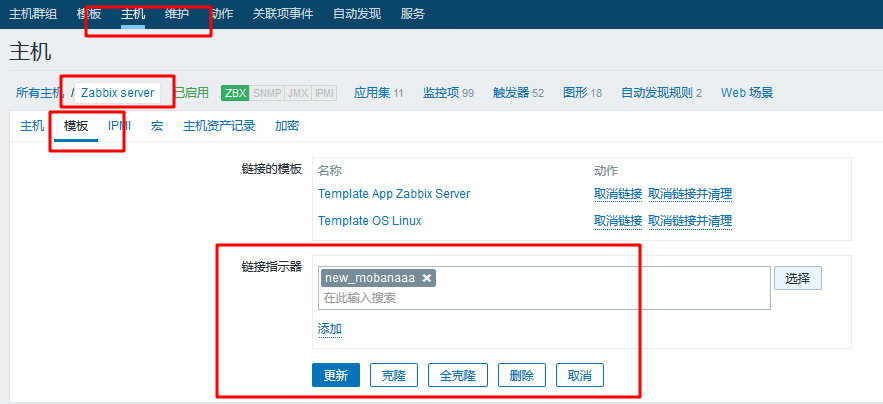 主机群组 模板 主机 维护 动作 关联项事件 自动发现 服务
主机
所有主机 / Zabbix server 已启用 ZBX SNMP JMX IPMI 应用集 11 监控项 99 触发器 52 图形 18 自动发现规则 2 Web 场景
主机 模板 IPMI 宏 主机资产记录 加密
链接的模板 名称 动作
Template App Zabbix Server 取消链接 取消链接并清理
Template OS Linux 取消链接 取消链接并清理
链接指示器
new_mobanaaa × 选择
在此输入搜索
添加
更新 克隆 全克隆 删除 取消